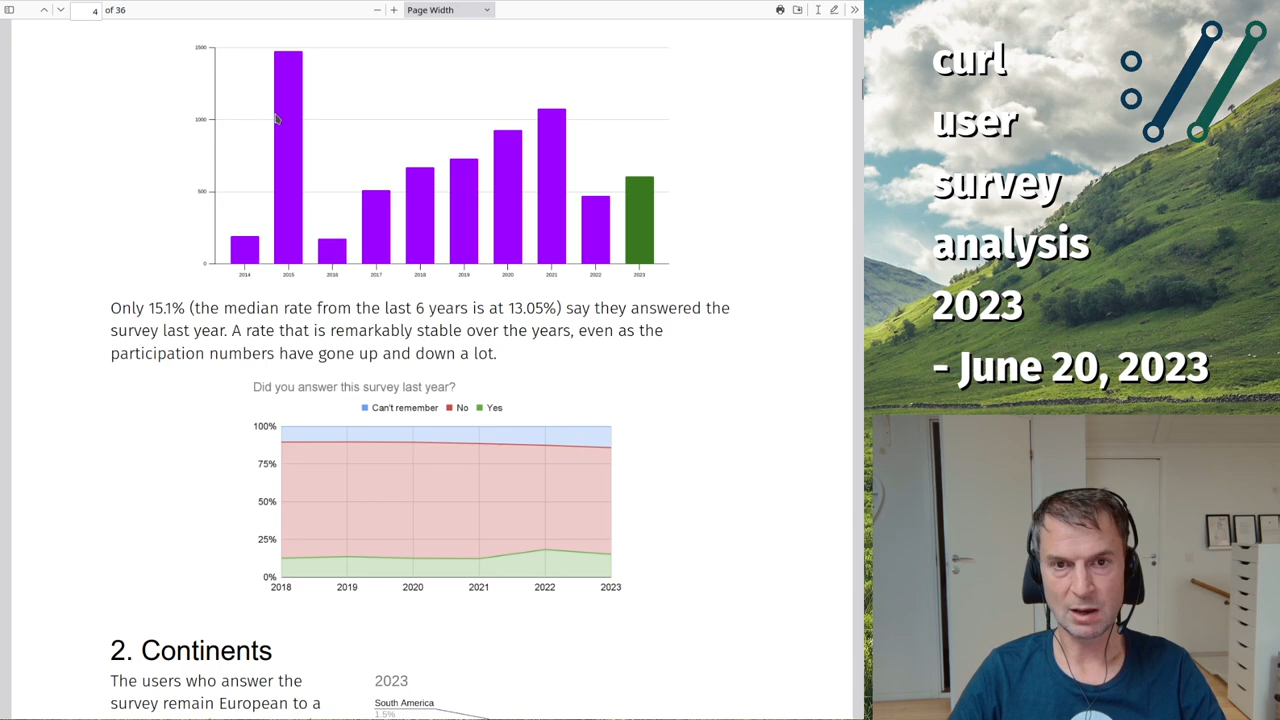 4 of 36
Page Width
1500
1000
500
0
2014 2015 2016 2017 2018 2019 2020 2021 2022 2023
Only 15.1% (the median rate from the last 6 years is at 13.05%) say they answered the
survey last year. A rate that is remarkably stable over the years, even as the
participation numbers have gone up and down a lot.
Did you answer this survey last year?
Can't remember No Yes
100%
75%
50%
25%
0%
2018 2019 2020 2021 2022 2023
2. Continents
The users who answer the
survey remain European to a
2023
South America
1.5%
curl
user
survey
analysis
2023
- June 20, 2023